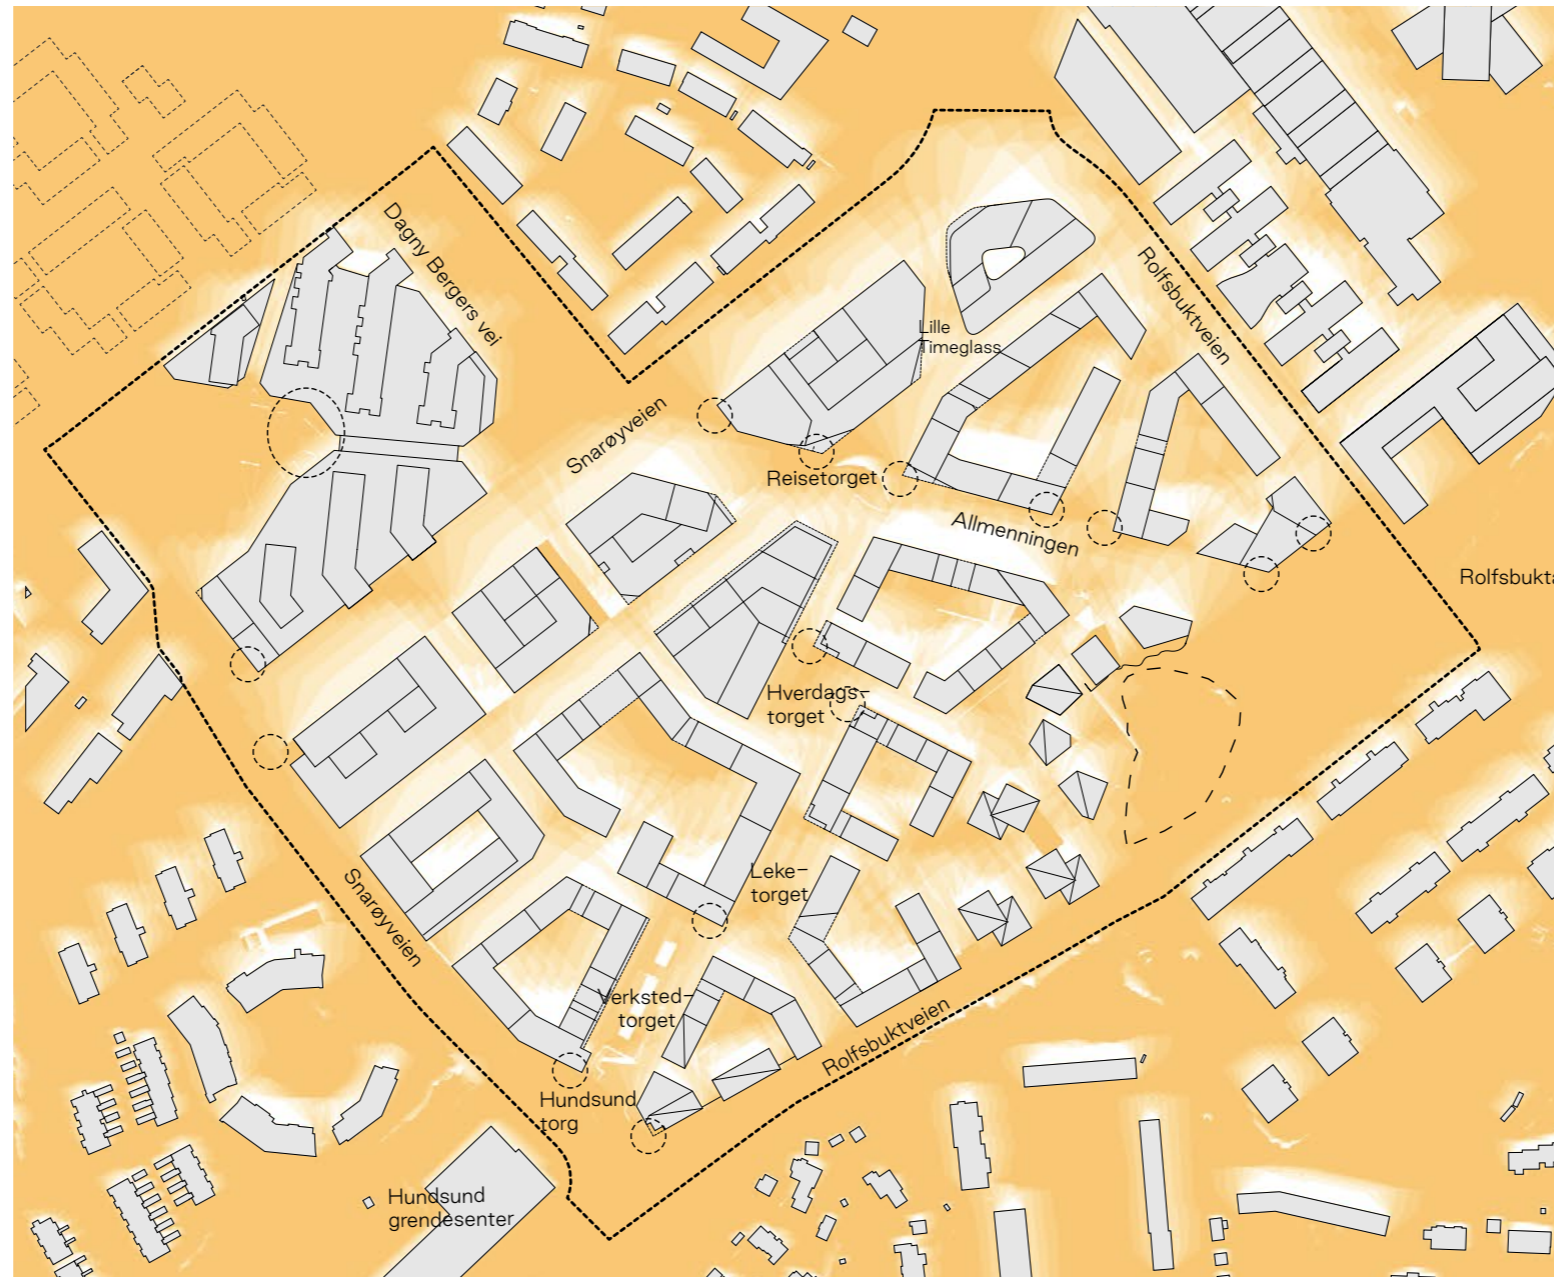 Dagny Bergers vei
Rolfsbuktveien
Lille
Timeglass
Snarøyveien
Reisetorget
Allmenningen
Hverdags-
torget
Leke-
torget
Snarøyveien
Verksted-
torget
Rolfsbuktveien
Hundsund
torg
Hundsund
grendesenter